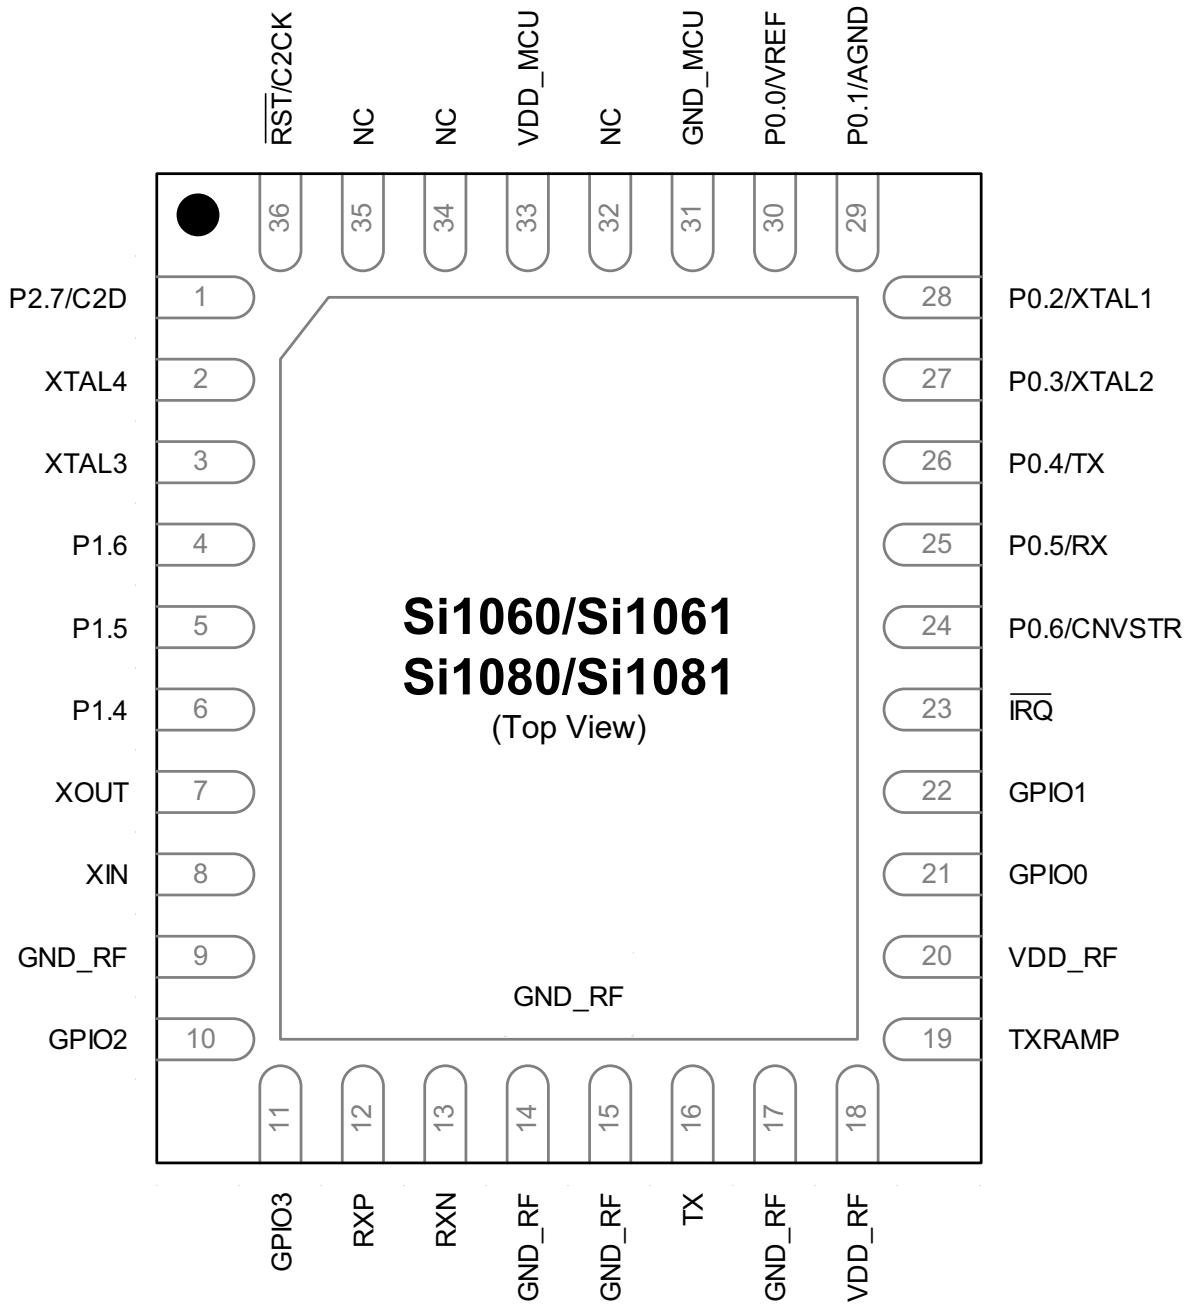 RST/C2CK
NC
NC
VDD_MCU
NC
GND_MCU
P0.0/VREF
P0.1/AGND
36
35
34
33
32
31
30
29
P2.7/C2D
1
28
P0.2/XTAL1
XTAL4
2
27
P0.3/XTAL2
XTAL3
3
26
P0.4/TX
P1.6
4
25
P0.5/RX
P1.5
5
24
P0.6/CNVSTR
P1.4
6
23
IRQ
XOUT
7
22
GPIO1
XIN
8
21
GPIO0
GND_RF
9
20
VDD_RF
GPIO2
10
19
TXRAMP
Si1060/Si1061
Si1080/Si1081
(Top View)
GND_RF
11
12
13
14
15
16
17
18
GPIO3
RXP
RXN
GND_RF
GND_RF
TX
GND_RF
VDD_RF